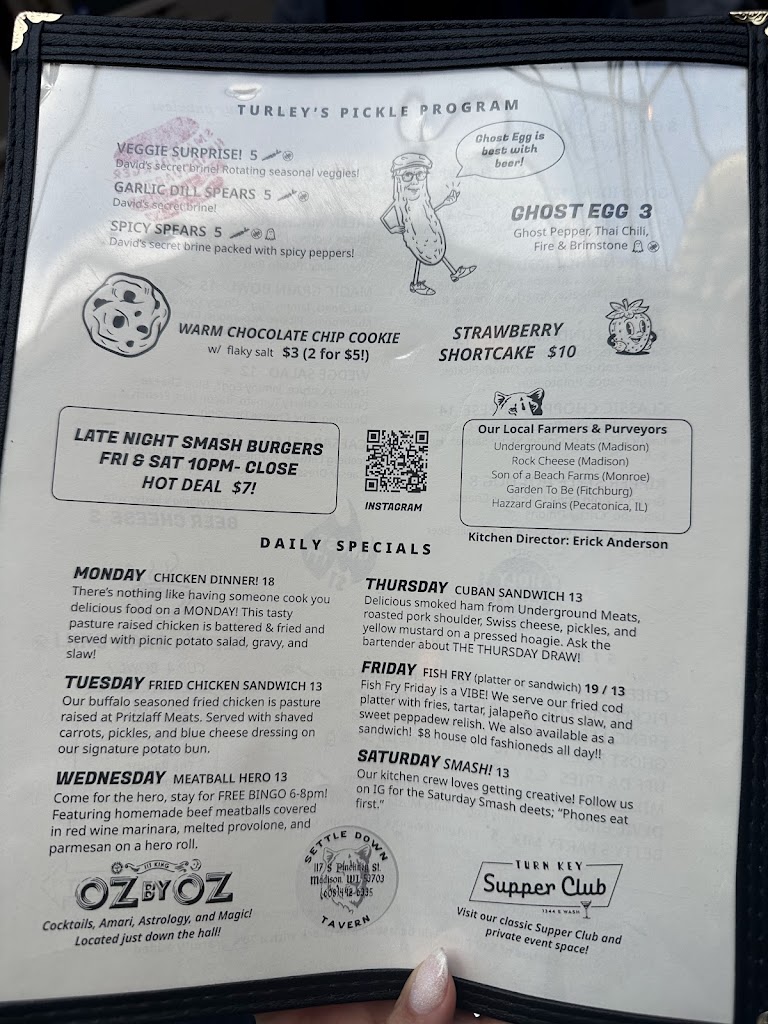 TURLEY'S PICKLE PROGRAM
VEGGIE SURPRISE! 5
David's secret brine! Rotating seasonal veggies!
GARLIC DILL SPEARS 5
David's secret brine!
SPICY SPEARS 5
David's secret brine packed with spicy peppers!
Ghost Egg is
best with
beer!
GHOST EGG 3
Ghost Pepper, Thai Chili,
Fire & Brimstone
WARM CHOCOLATE CHIP COOKIE
w/ flaky salt $3 (2 for $5!)
STRAWBERRY
SHORTCAKE $10
LATE NIGHT SMASH BURGERS
FRI & SAT 10PM- CLOSE
HOT DEAL $7!
INSTAGRAM
Our Local Farmers & Purveyors
Underground Meats (Madison)
Rock Cheese (Madison)
Son of a Beach Farms (Monroe)
Garden To Be (Fitchburg)
Hazzard Grains (Pecatonica, IL)
Kitchen Director: Erick Anderson
DAILY SPECIALS
MONDAY CHICKEN DINNER! 18
There's nothing like having someone cook you
delicious food on a MONDAY! This tasty
pasture raised chicken is battered & fried and
served with picnic potato salad, gravy, and
slaw!
TUESDAY FRIED CHICKEN SANDWICH 13
Our buffalo seasoned fried chicken is pasture
raised at Pritzlaff Meats. Served with shaved
carrots, pickles, and blue cheese dressing on
our signature potato bun.
WEDNESDAY MEATBALL HERO 13
Come for the hero, stay for FREE BINGO 6-8pm!
Featuring homemade beef meatballs covered
in red wine marinara, melted provolone, and
parmesan on a hero roll.
THURSDAY CUBAN SANDWICH 13
Delicious smoked ham from Underground Meats,
roasted pork shoulder, Swiss cheese, pickles, and
yellow mustard on a pressed hoagie. Ask the
bartender about THE THURSDAY DRAW!
FRIDAY FISH FRY (platter or sandwich) 19 / 13
Fish Fry Friday is a VIBE! We serve our fried cod
platter with fries, tartar, jalapeño citrus slaw, and
sweet peppadew relish. We also available as a
sandwich! $8 house old fashioneds all day!!
SATURDAY SMASH! 13
Our kitchen crew loves getting creative! Follow us
on IG for the Saturday Smash deets; "Phones eat
first."
OZ BY OZ
Cocktails, Amari, Astrology, and Magic!
Located just down the hall!
SETTLE DOWN
117 S Pinckney St.
Madison, WI, 53703
TAVERN
TURN KEY
Supper Club
Visit our classic Supper Club and
private event space!